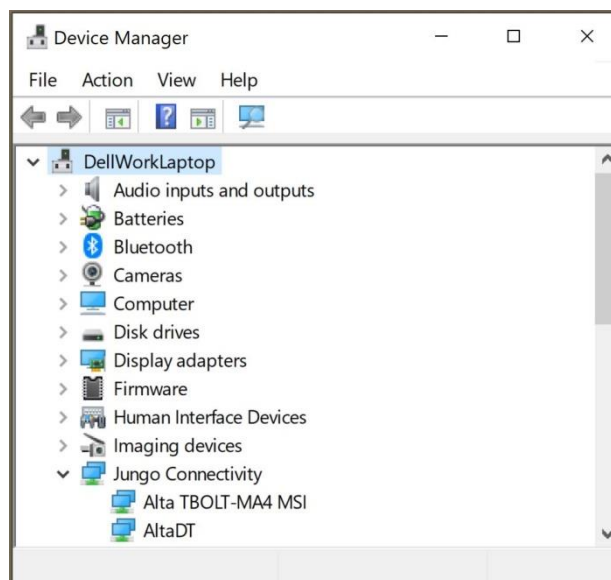 Device Manager
File Action View Help
?
DellWorkLaptop
Audio inputs and outputs
Batteries
Bluetooth
Cameras
Computer
Disk drives
Display adapters
Firmware
Human Interface Devices
Imaging devices
Jungo Connectivity
Alta TBOLT-MA4 MSI
AltaDT